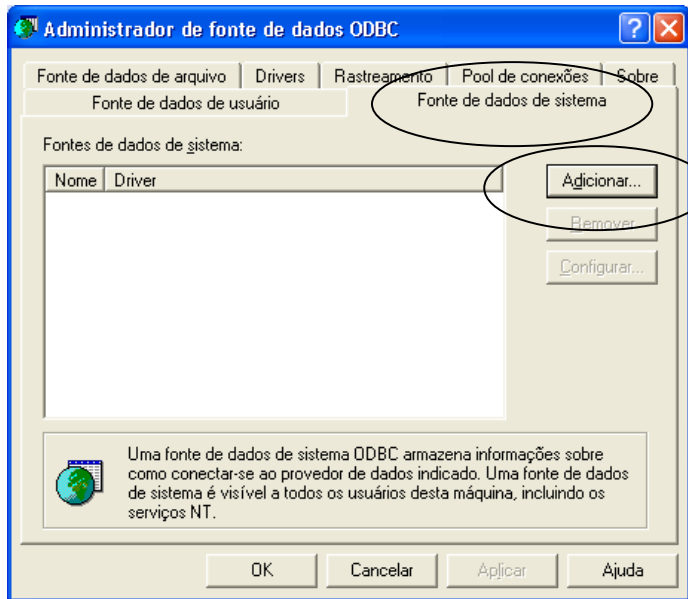 Administrador de fonte de dados ODBC
Fonte de dados de arquivo Drivers Rastreamento Pool de conexões Sobre
Fonte de dados de usuário Fonte de dados de sistema
Fontes de dados de sistema:
Nome Driver
Adicionar...
Remover
Configurar...
Uma fonte de dados de sistema ODBC armazena informações sobre
como conectar-se ao provedor de dados indicado. Uma fonte de dados
de sistema é visível a todos os usuários desta máquina, incluindo os
serviços NT.
OK Cancelar Aplicar Ajuda